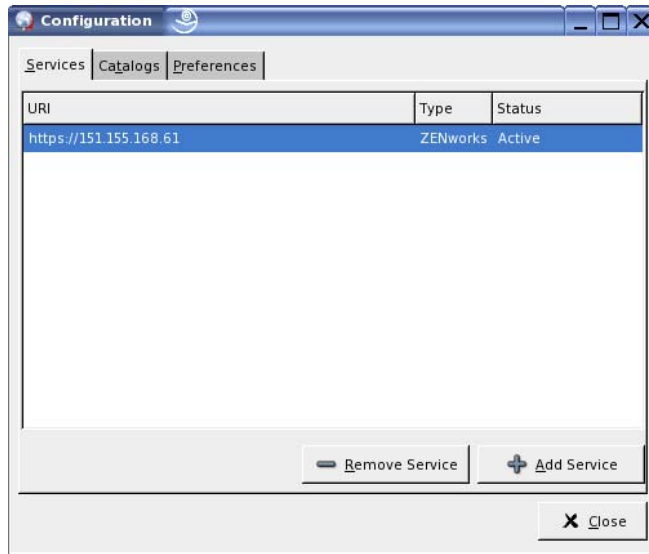 Configuration
Services Catalogs Preferences
URI Type Status
https://151.155.168.61 ZENworks Active
Remove Service Add Service
Close